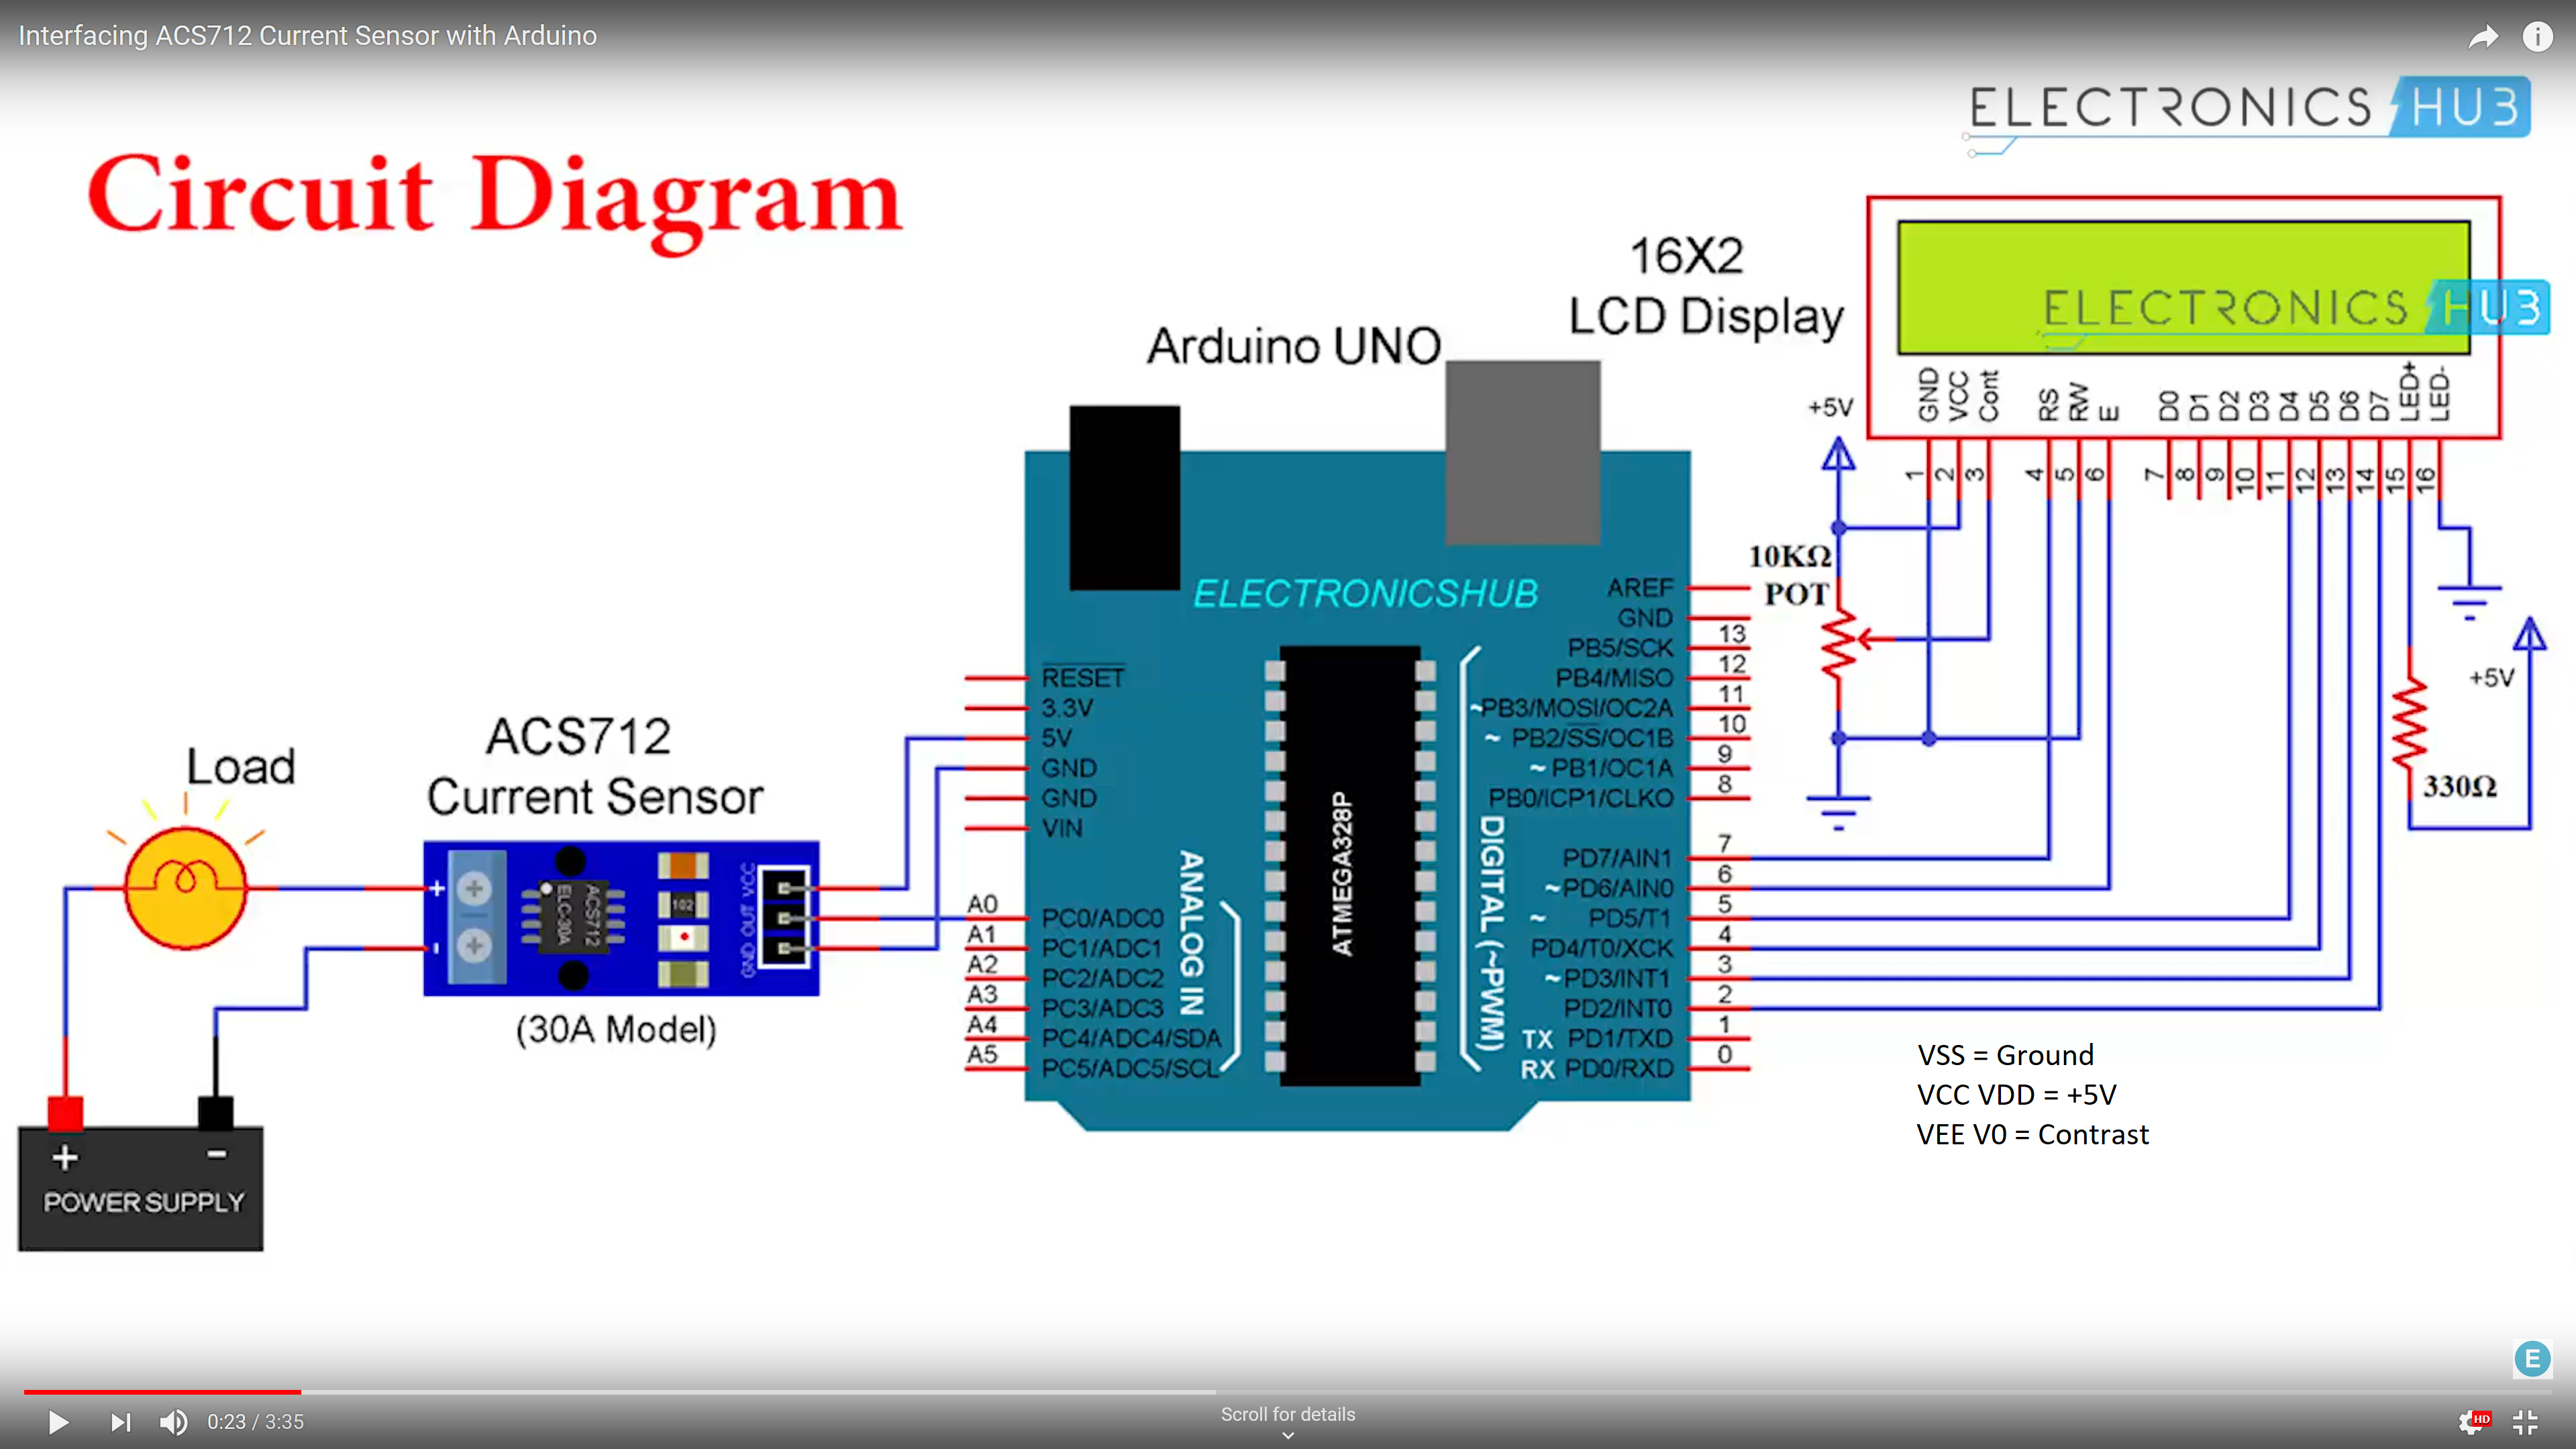 Interfacing ACS712 Current Sensor with Arduino
ELECTRONICS HUB
Circuit Diagram
16X2
LCD Display
ELECTRONICS HUB
GND VCC Cont RS RW E D0 D1 D2 D3 D4 D5 D6 D7 LED+ LED-
1 2 3 4 5 6 7 8 9 10 11 12 13 14 15 16
Arduino UNO
+5V
10KΩ
POT
+5V
330Ω
ELECTRONICSHUB
RESET
3.3V
5V
GND
GND
VIN
A0 PC0/ADC0
A1 PC1/ADC1
A2 PC2/ADC2
A3 PC3/ADC3
A4 PC4/ADC4/SDA
A5 PC5/ADC5/SCL
ANALOG IN
ATMEGA328P
DIGITAL (~PWM)
AREF
GND
PB5/SCK 13
PB4/MISO 12
~PB3/MOSI/OC2A 11
~ PB2/SS/OC1B 10
~ PB1/OC1A 9
PB0/ICP1/CLKO 8
PD7/AIN1 7
~PD6/AIN0 6
~ PD5/T1 5
PD4/T0/XCK 4
~PD3/INT1 3
PD2/INT0 2
TX PD1/TXD 1
RX PD0/RXD 0
Load
ACS712
Current Sensor
+
-
ACS712
ELC-30A
102
GND OUT VCC
(30A Model)
+ -
POWER SUPPLY
VSS = Ground
VCC VDD = +5V
VEE V0 = Contrast
E
0:23 / 3:35
Scroll for details
HD